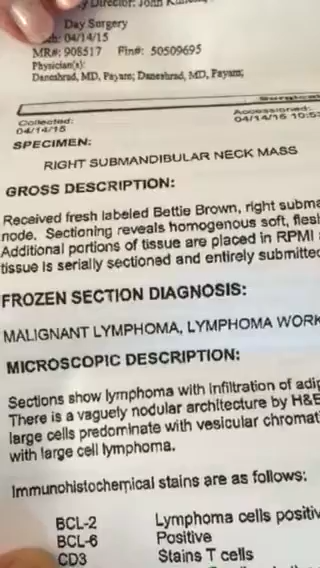 Director: John
Day Surgery
04/14/15
MR#: 908517 Fin#: 50509695
Physician(s):
Daneshrad, MD, Payam; Daneshrad, MD, Payam;
Collected:
04/14/15
Accessioned:
04/14/15
SPECIMEN:
RIGHT SUBMANDIBULAR NECK MASS
GROSS DESCRIPTION:
Received fresh labeled Bettie Brown, right subma
node. Sectioning reveals homogenous soft, fles
Additional portions of tissue are placed in RPMI
tissue is serially sectioned and entirely submitte
FROZEN SECTION DIAGNOSIS:
MALIGNANT LYMPHOMA, LYMPHOMA WORK
MICROSCOPIC DESCRIPTION:
Sections show lymphoma with infiltration of adip
There is a vaguely nodular architecture by H&E
large cells predominate with vesicular chromat
with large cell lymphoma.
Immunohistochemical stains are as follows:
BCL-2 Lymphoma cells positiv
BCL-6 Positive
CD3 Stains T cells